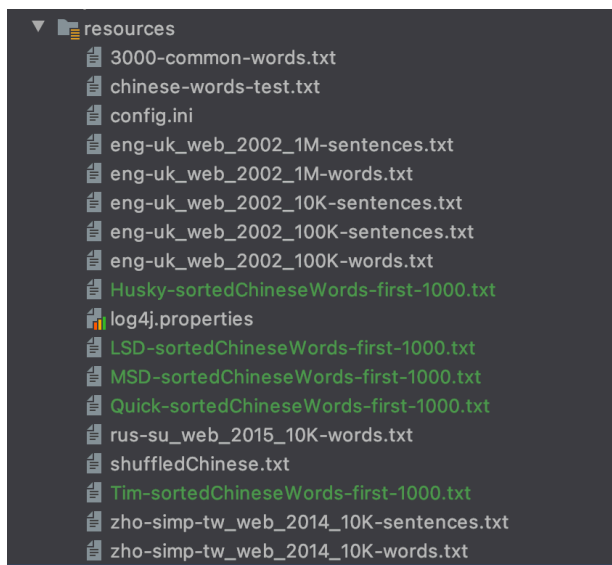 resources
3000-common-words.txt
chinese-words-test.txt
config.ini
eng-uk_web_2002_1M-sentences.txt
eng-uk_web_2002_1M-words.txt
eng-uk_web_2002_10K-sentences.txt
eng-uk_web_2002_100K-sentences.txt
eng-uk_web_2002_100K-words.txt
Husky-sortedChineseWords-first-1000.txt
log4j.properties
LSD-sortedChineseWords-first-1000.txt
MSD-sortedChineseWords-first-1000.txt
Quick-sortedChineseWords-first-1000.txt
rus-su_web_2015_10K-words.txt
shuffledChinese.txt
Tim-sortedChineseWords-first-1000.txt
zho-simp-tw_web_2014_10K-sentences.txt
zho-simp-tw_web_2014_10K-words.txt